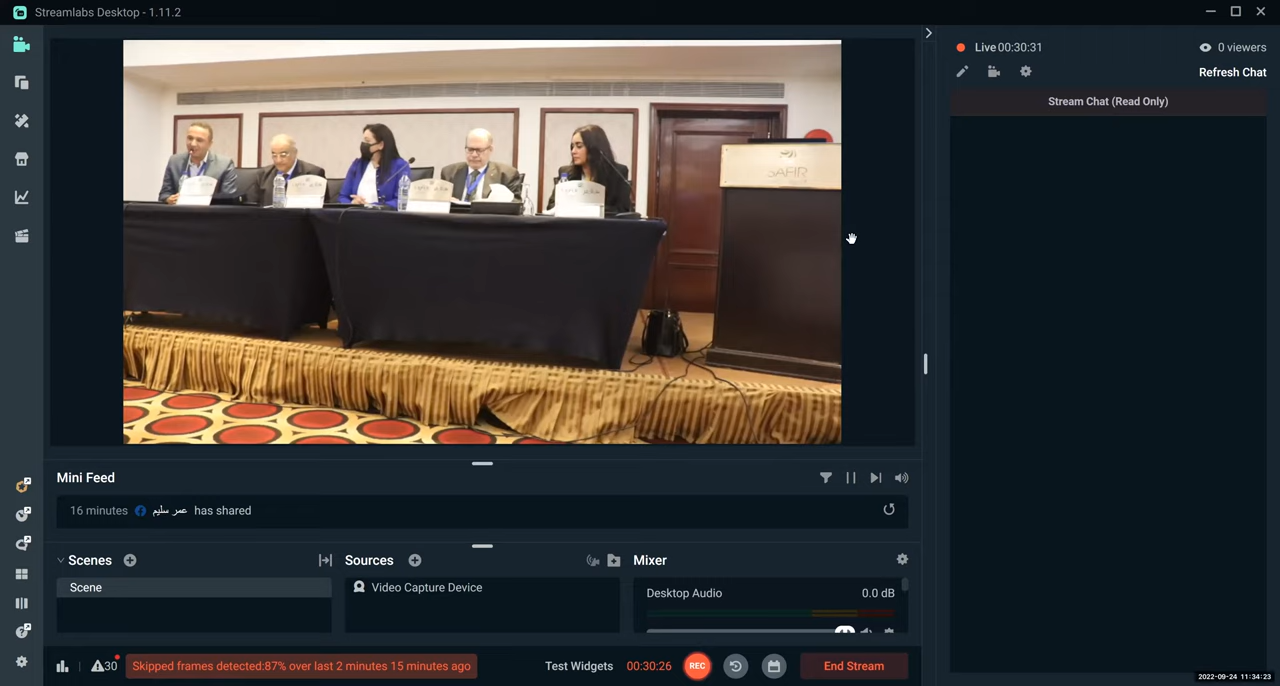 Streamlabs Desktop - 1.11.2
Live 00:30:31
0 viewers
Refresh Chat
Stream Chat (Read Only)
SAFIR
Mini Feed
16 minutes عمر سليم has shared
Scenes
Sources
Mixer
Scene
Video Capture Device
Desktop Audio
0.0 dB
30
Skipped frames detected:87% over last 2 minutes 15 minutes ago
Test Widgets
00:30:26
REC
End Stream
2022-09-24 11:34:23